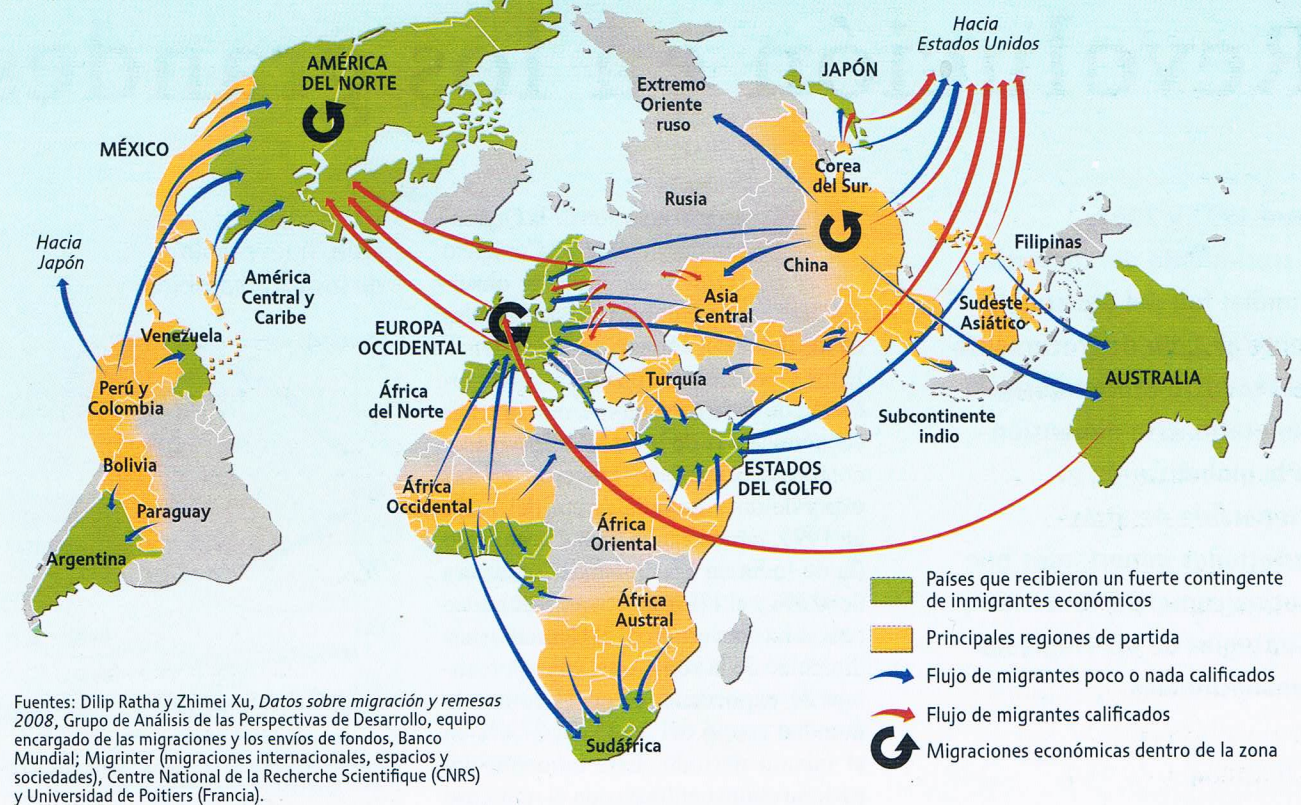 Hacia
Estados Unidos
AMÉRICA
DEL NORTE
JAPÓN
Extremo
Oriente
ruso
MÉXICO
Corea
del Sur
Rusia
Hacia
Japón
Filipinas
China
América
Central y
Caribe
Asia
Central
Sudeste
Asiático
Venezuela
EUROPA
OCCIDENTAL
Turquía
AUSTRALIA
Perú y
Colombia
África
del Norte
Subcontinente
indio
Bolivia
ESTADOS
DEL GOLFO
África
Occidental
Paraguay
África
Oriental
Argentina
África
Austral
Sudáfrica
Países que recibieron un fuerte contingente
de inmigrantes económicos
Principales regiones de partida
Flujo de migrantes poco o nada calificados
Flujo de migrantes calificados
Migraciones económicas dentro de la zona
Fuentes: Dilip Ratha y Zhimei Xu, Datos sobre migración y remesas
2008, Grupo de Análisis de las Perspectivas de Desarrollo, equipo
encargado de las migraciones y los envíos de fondos, Banco
Mundial; Migrinter (migraciones internacionales, espacios y
sociedades), Centre National de la Recherche Scientifique (CNRS)
y Universidad de Poitiers (Francia).